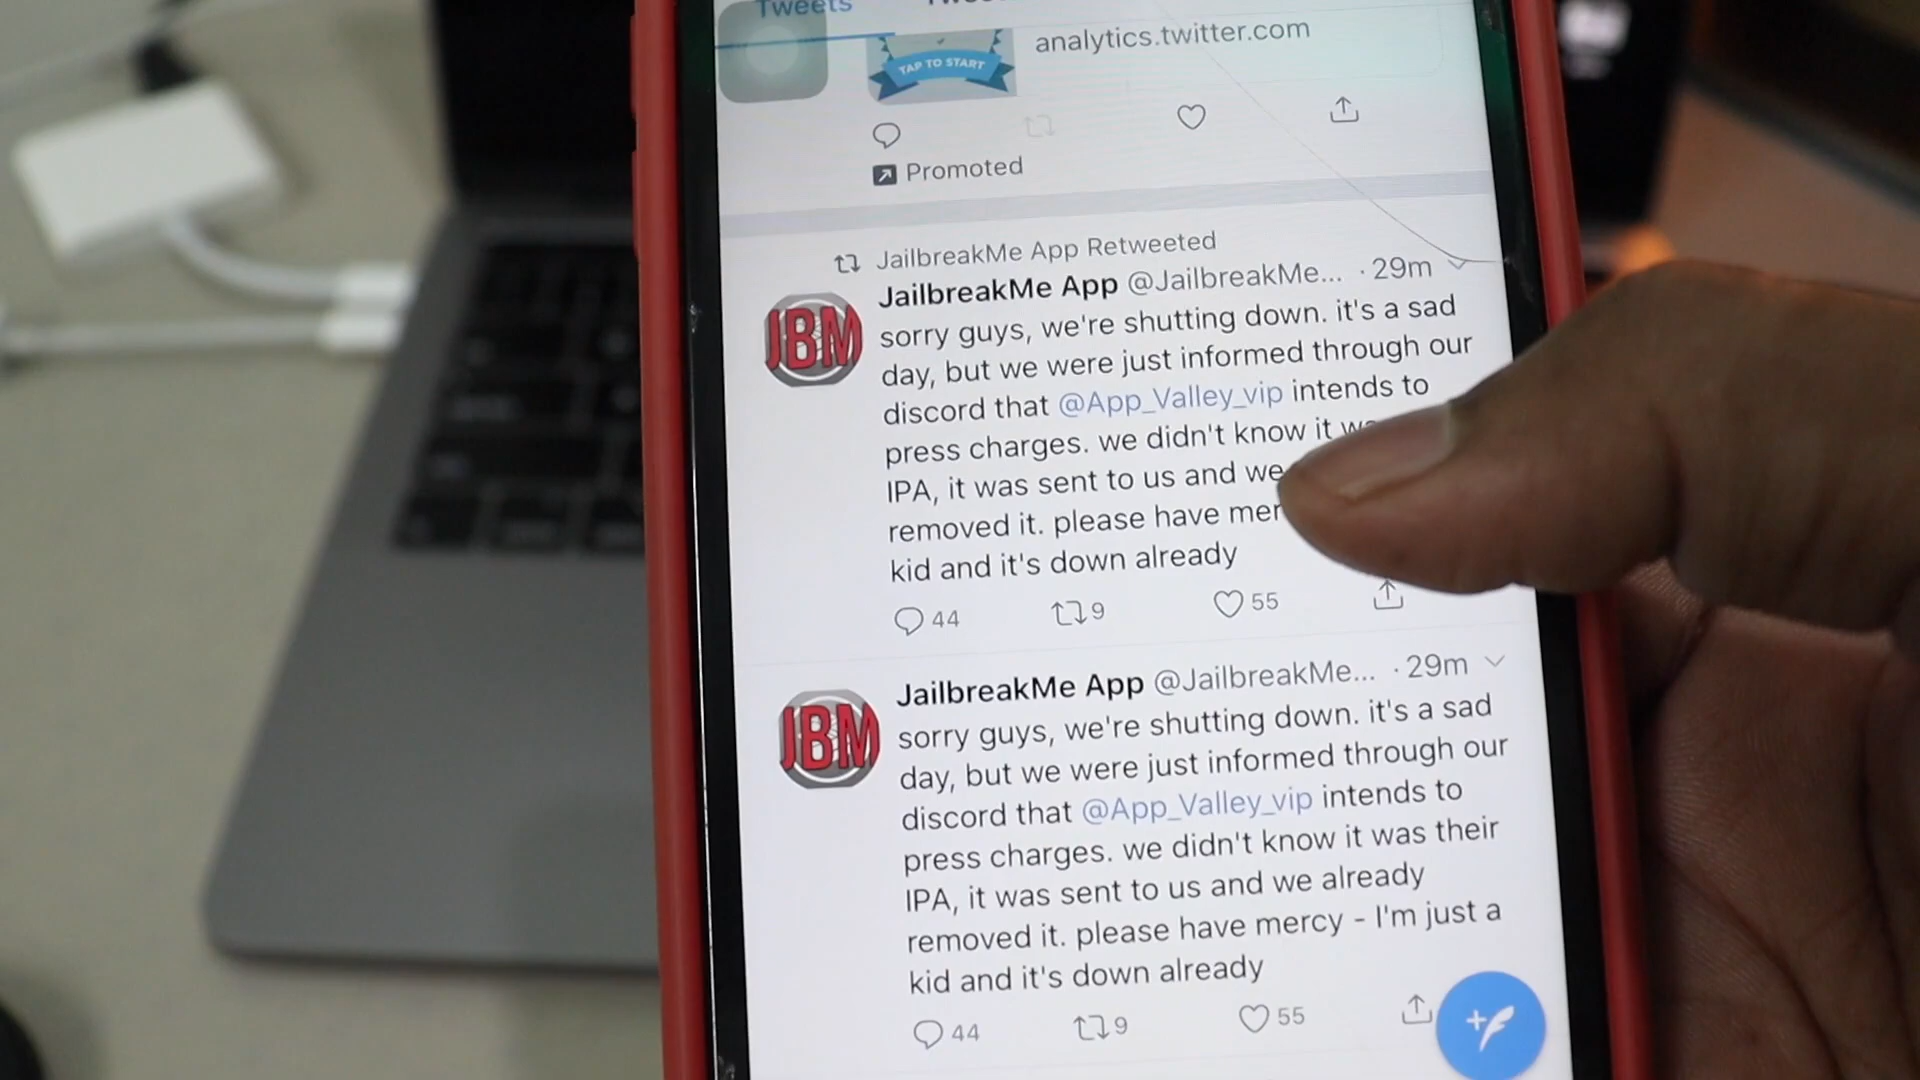 Tweets
analytics.twitter.com
TAP TO START
Promoted
JailbreakMe App Retweeted
JailbreakMe App @JailbreakMe... · 29m
JBM
sorry guys, we're shutting down. it's a sad
day, but we were just informed through our
discord that @App_Valley_vip intends to
press charges. we didn't know it
IPA, it was sent to us and we
removed it. please have
kid and it's down already
44 9 55
JailbreakMe App @JailbreakMe... · 29m
JBM
sorry guys, we're shutting down. it's a sad
day, but we were just informed through our
discord that @App_Valley_vip intends to
press charges. we didn't know it was their
IPA, it was sent to us and we already
removed it. please have mercy - I'm just a
kid and it's down already
44 9 55